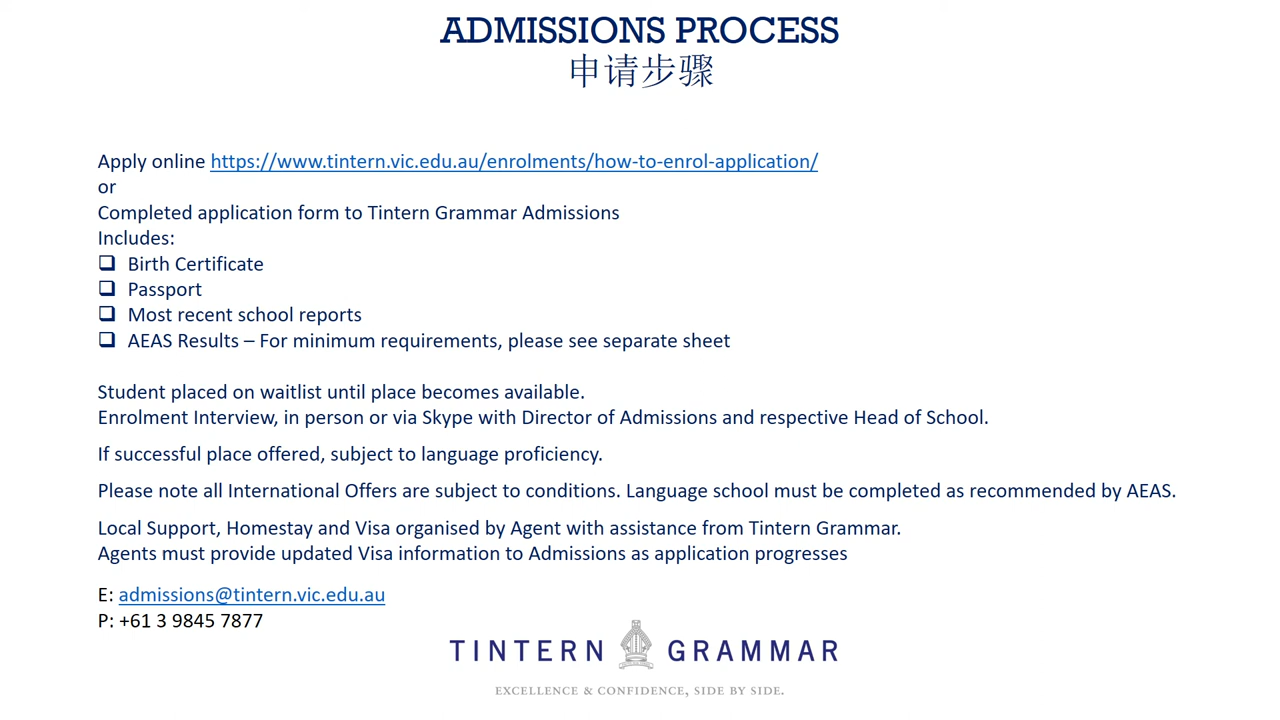 ADMISSIONS PROCESS
申请步骤
Apply online https://www.tintern.vic.edu.au/enrolments/how-to-enrol-application/
or
Completed application form to Tintern Grammar Admissions
Includes:
❑ Birth Certificate
❑ Passport
❑ Most recent school reports
❑ AEAS Results – For minimum requirements, please see separate sheet
Student placed on waitlist until place becomes available.
Enrolment Interview, in person or via Skype with Director of Admissions and respective Head of School.
If successful place offered, subject to language proficiency.
Please note all International Offers are subject to conditions. Language school must be completed as recommended by AEAS.
Local Support, Homestay and Visa organised by Agent with assistance from Tintern Grammar.
Agents must provide updated Visa information to Admissions as application progresses
E: admissions@tintern.vic.edu.au
P: +61 3 9845 7877
TINTERN GRAMMAR
EXCELLENCE & CONFIDENCE, SIDE BY SIDE.